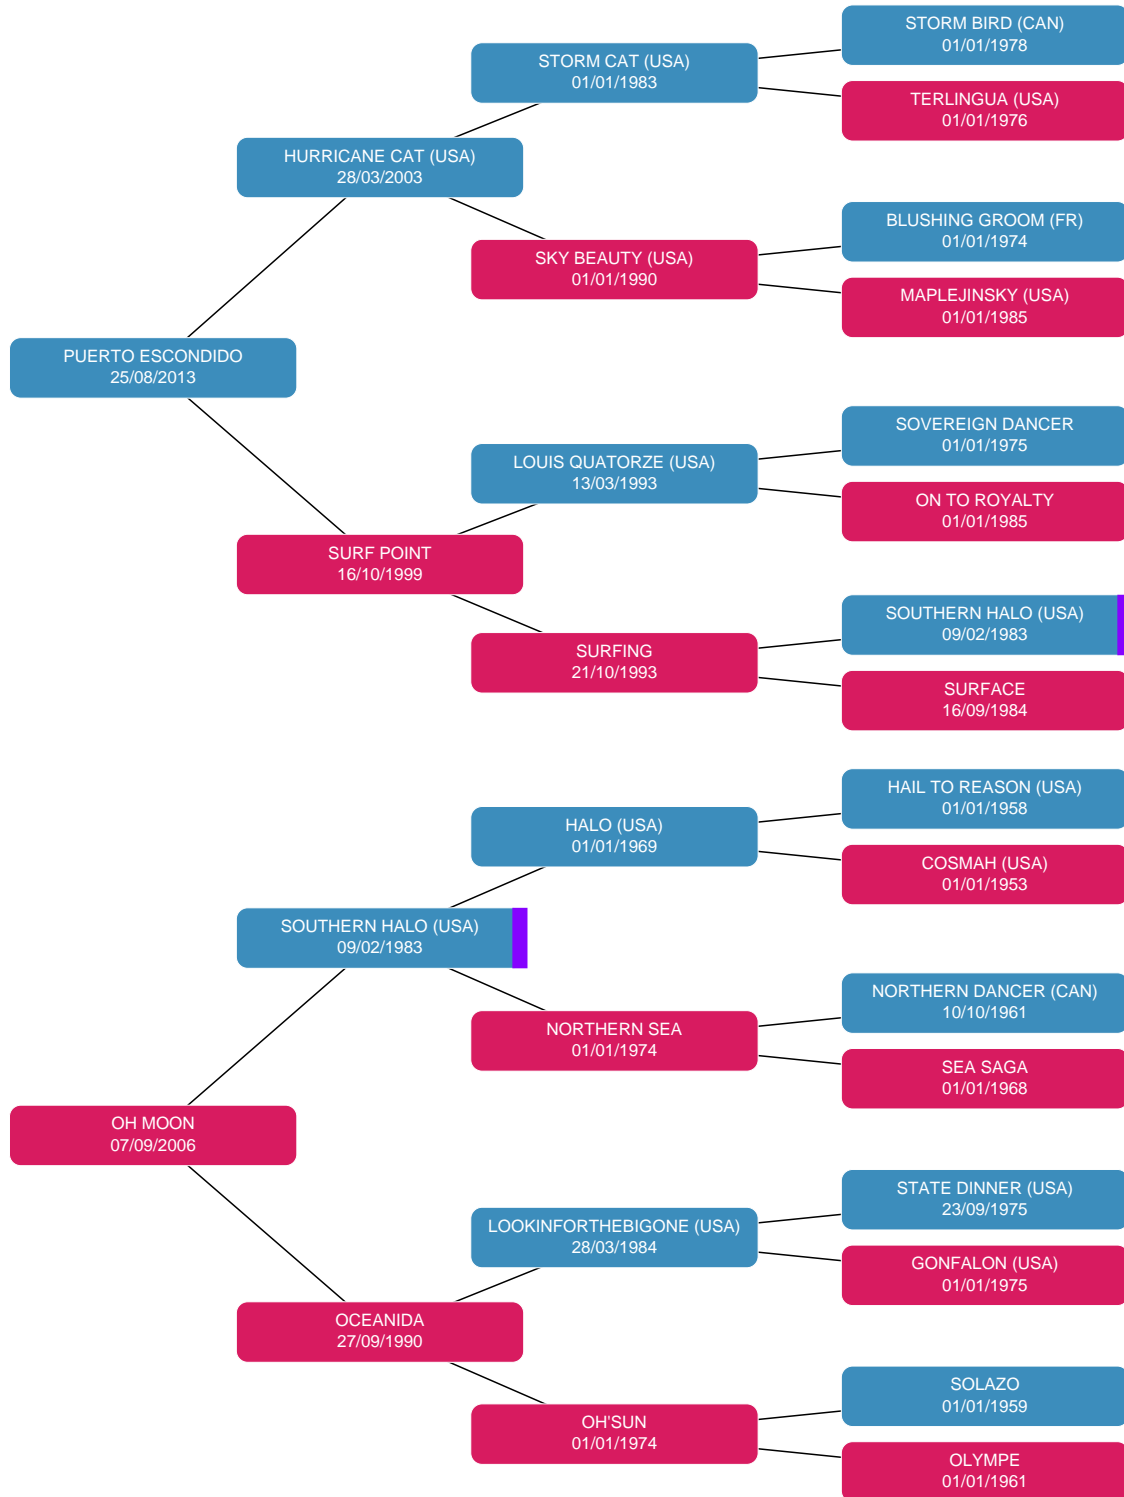 STORM BIRD (CAN)
01/01/1978
STORM CAT (USA)
01/01/1983
TERLINGUA (USA)
01/01/1976
HURRICANE CAT (USA)
28/03/2003
BLUSHING GROOM (FR)
01/01/1974
SKY BEAUTY (USA)
01/01/1990
MAPLEJINSKY (USA)
01/01/1985
PUERTO ESCONDIDO
25/08/2013
SOVEREIGN DANCER
01/01/1975
LOUIS QUATORZE (USA)
13/03/1993
ON TO ROYALTY
01/01/1985
SURF POINT
16/10/1999
SOUTHERN HALO (USA)
09/02/1983
SURFING
21/10/1993
SURFACE
16/09/1984
HAIL TO REASON (USA)
01/01/1958
HALO (USA)
01/01/1969
COSMAH (USA)
01/01/1953
SOUTHERN HALO (USA)
09/02/1983
NORTHERN DANCER (CAN)
10/10/1961
NORTHERN SEA
01/01/1974
SEA SAGA
01/01/1968
OH MOON
07/09/2006
STATE DINNER (USA)
23/09/1975
LOOKINFORTHEBIGONE (USA)
28/03/1984
GONFALON (USA)
01/01/1975
OCEANIDA
27/09/1990
SOLAZO
01/01/1959
OH'SUN
01/01/1974
OLYMPE
01/01/1961